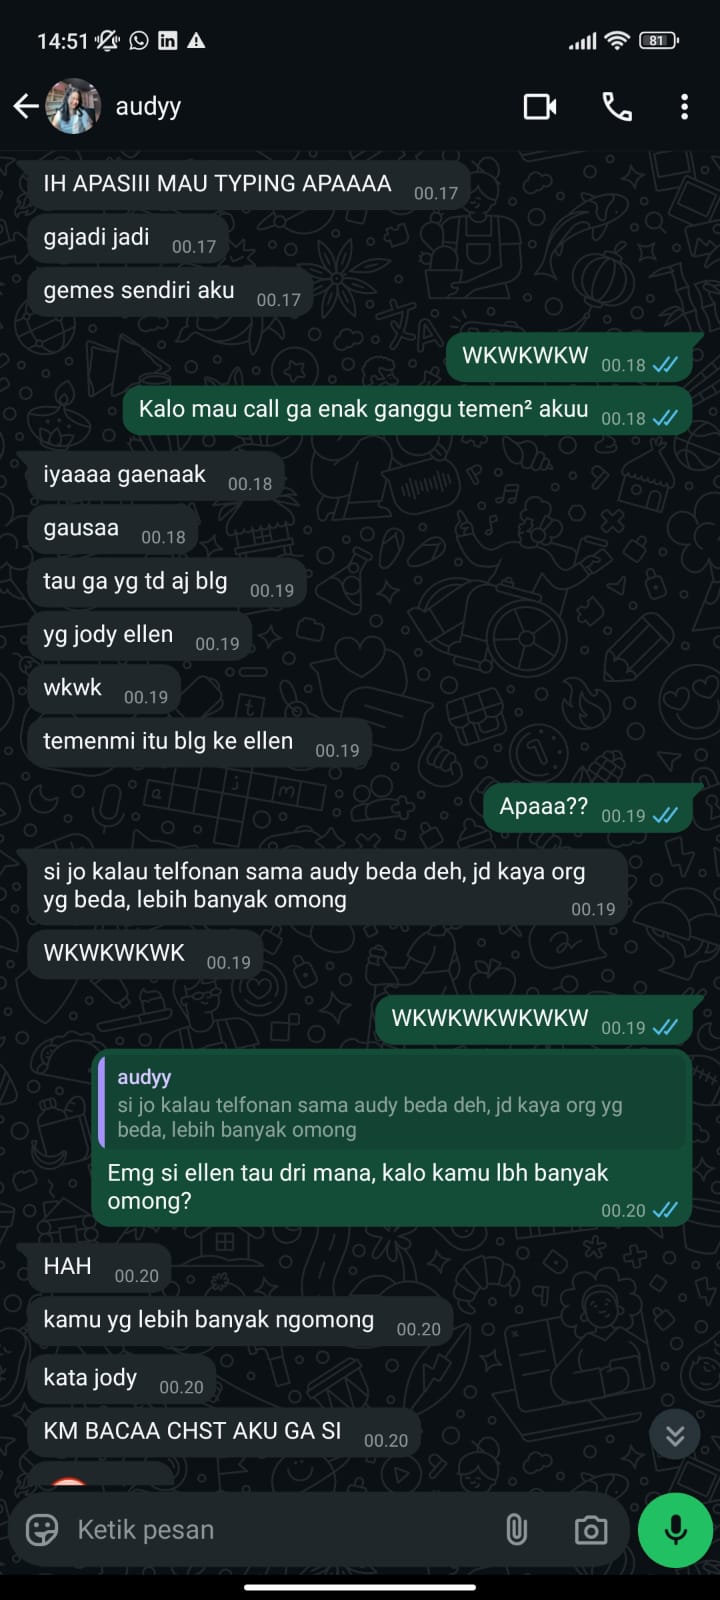 14:51
81
audyy
IH APASIII MAU TYPING APAAAA 00.17
gajadi jadi 00.17
gemes sendiri aku 00.17
WKWKWKW 00.18
Kalo mau call ga enak ganggu temen² akuu 00.18
iyaaaa gaenaak 00.18
gausaa 00.18
tau ga yg td aj blg 00.19
yg jody ellen 00.19
wkwk 00.19
temenmi itu blg ke ellen 00.19
Apaaa?? 00.19
si jo kalau telfonan sama audy beda deh, jd kaya org
yg beda, lebih banyak omong 00.19
WKWKWKWK 00.19
WKWKWKWKWKW 00.19
audyy
si jo kalau telfonan sama audy beda deh, jd kaya org yg
beda, lebih banyak omong
Emg si ellen tau dri mana, kalo kamu lbh banyak
omong? 00.20
HAH 00.20
kamu yg lebih banyak ngomong 00.20
kata jody 00.20
KM BACAA CHST AKU GA SI 00.20
Ketik pesan